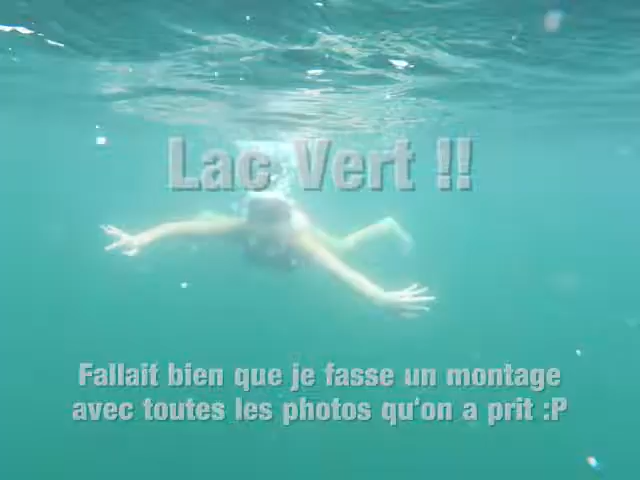 Lac Vert !!
Fallait bien que je fasse un montage
avec toutes les photos qu'on a prit :P